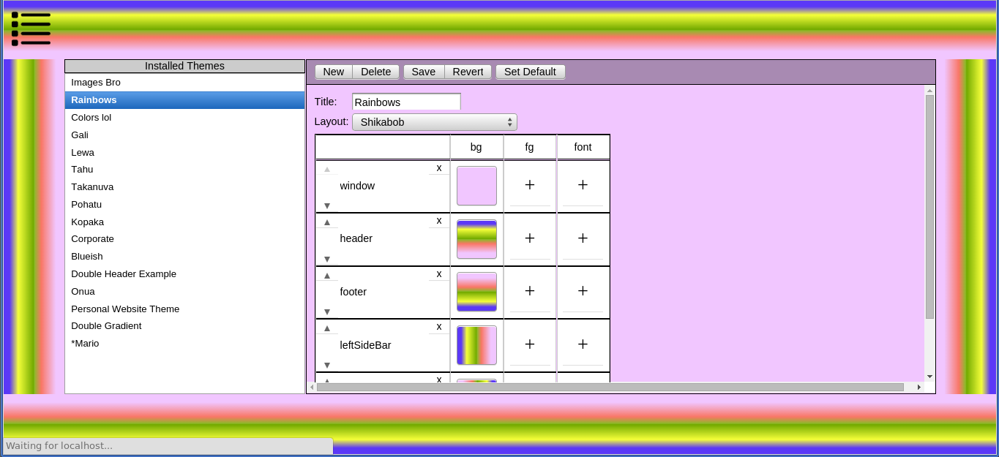 Installed Themes
Images Bro
Rainbows
Colors lol
Gali
Lewa
Tahu
Takanuva
Pohatu
Kopaka
Corporate
Blueish
Double Header Example
Onua
Personal Website Theme
Double Gradient
*Mario
New Delete Save Revert Set Default
Title: Rainbows
Layout: Shikabob
bg fg font
x
window + +
x
header + +
x
footer + +
x
leftSideBar + +
x
Waiting for localhost...